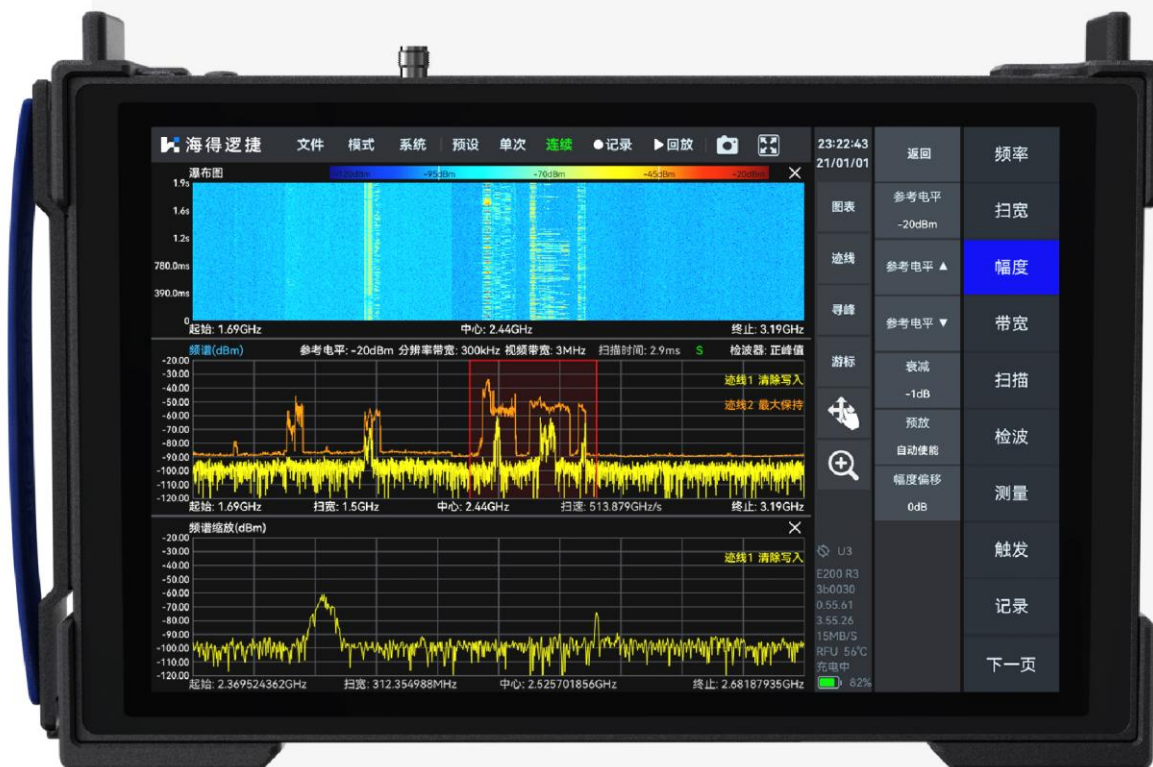 海得逻捷 文件 模式 系统 预设 单次 连续 ●记录 ▶回放
23:22:43
21/01/01
瀑布图
-120dBm -95dBm -70dBm -45dBm -20dBm
1.9s
1.6s
1.2s
780.0ms
390.0ms
0
起始: 1.69GHz 中心: 2.44GHz 终止: 3.19GHz
频谱(dBm) 参考电平: -20dBm 分辨率带宽: 300kHz 视频带宽: 3MHz 扫描时间: 2.9ms S 检波器: 正峰值
-20.00
-30.00
-40.00
-50.00
-60.00
-70.00
-80.00
-90.00
-100.00
-110.00
-120.00
迹线1 清除写入
迹线2 最大保持
起始: 1.69GHz 扫宽: 1.5GHz 中心: 2.44GHz 扫速: 513.879GHz/s 终止: 3.19GHz
频谱缩放(dBm)
-20.00
-30.00
-40.00
-50.00
-60.00
-70.00
-80.00
-90.00
-100.00
-110.00
-120.00
迹线1 清除写入
起始: 2.369524362GHz 扫宽: 312.354988MHz 中心: 2.525701856GHz 终止: 2.68187935GHz
图表
迹线
寻峰
游标
U3
E200 R3
3b0030
0.55.61
3.55.26
15MB/S
RFU 56℃
充电中
82%
返回
参考电平
-20dBm
参考电平 ▲
参考电平 ▼
衰减
-1dB
预放
自动使能
幅度偏移
0dB
频率
扫宽
幅度
带宽
扫描
检波
测量
触发
记录
下一页